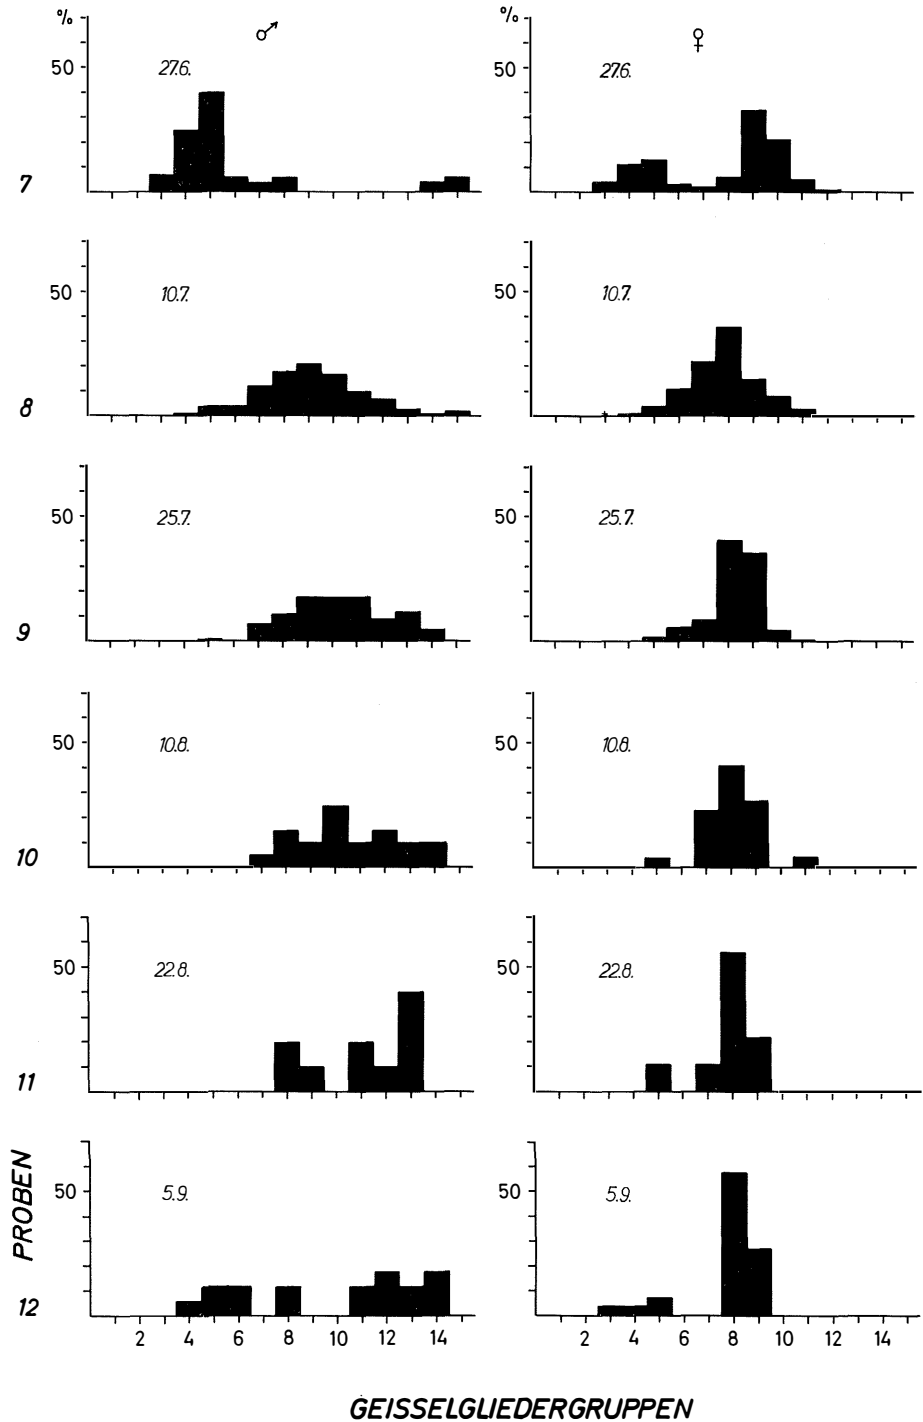 % ♂ % ♀
50 27.6. 50 27.6.
7
50 10.7. 50 10.7.
8
50 25.7. 50 25.7.
9
50 10.8. 50 10.8.
10
50 22.8. 50 22.8.
11
50 5.9. 50 5.9.
PROBEN
12
2 4 6 8 10 12 14 2 4 6 8 10 12 14
GEISSELGLIEDERGRUPPEN